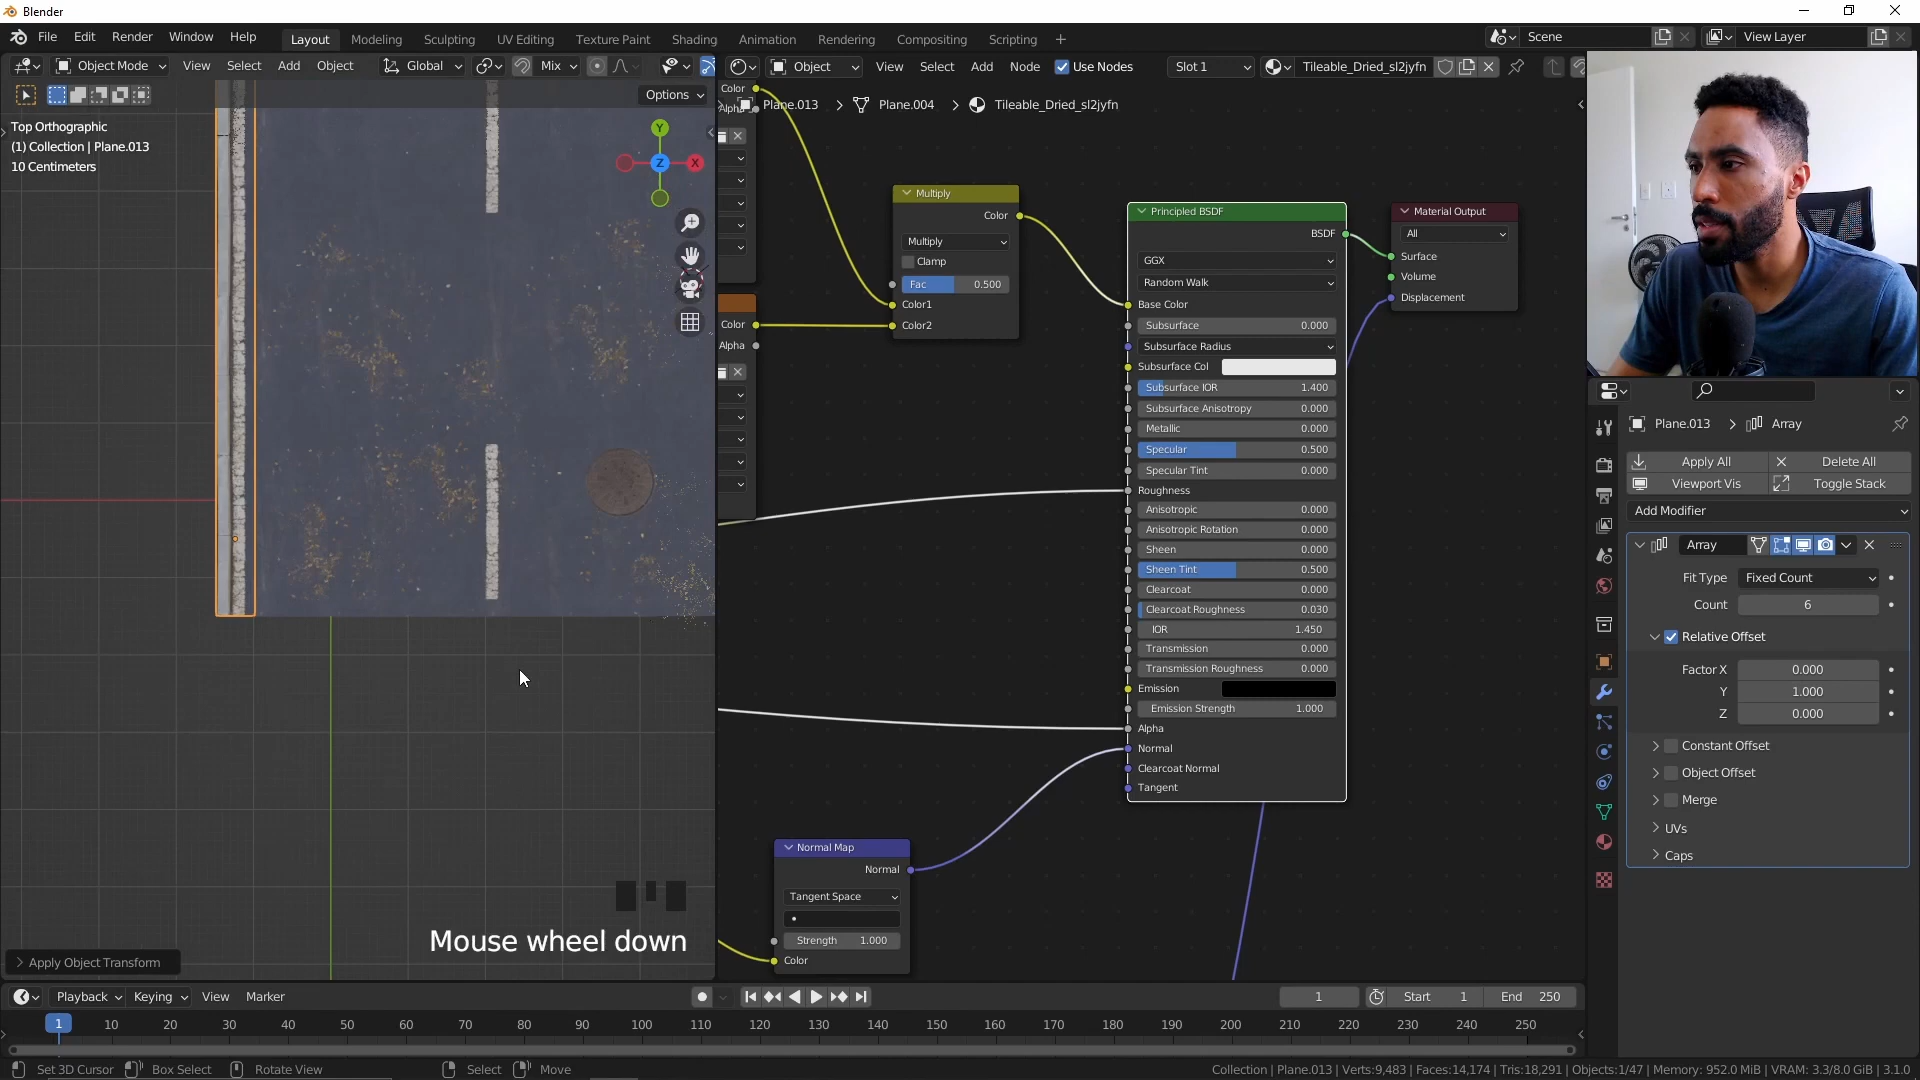 Blender
File Edit Render Window Help
Layout Modeling Sculpting UV Editing Texture Paint Shading Animation Rendering Compositing Scripting +
Scene
View Layer
Object Mode View Select Add Object Global Mix
Object View Select Add Node Use Nodes Slot 1 Tileable_Dried_sl2jyfn
Options
Plane.013 > Plane.004 > Tileable_Dried_sl2jyfn
Top Orthographic
(1) Collection | Plane.013
10 Centimeters
Y
X
Z
Color
Alpha
Color
Alpha
Multiply
Color
Multiply
Clamp
Fac 0.500
Color1
Color2
Principled BSDF
BSDF
GGX
Random Walk
Base Color
Subsurface 0.000
Subsurface Radius
Subsurface Col
Subsurface IOR 1.400
Subsurface Anisotropy 0.000
Metallic 0.000
Specular 0.500
Specular Tint 0.000
Roughness
Anisotropic 0.000
Anisotropic Rotation 0.000
Sheen 0.000
Sheen Tint 0.500
Clearcoat 0.000
Clearcoat Roughness 0.030
IOR 1.450
Transmission 0.000
Transmission Roughness 0.000
Emission
Emission Strength 1.000
Alpha
Normal
Clearcoat Normal
Tangent
Material Output
All
Surface
Volume
Displacement
Normal Map
Normal
Tangent Space
Strength 1.000
Color
Mouse wheel down
> Apply Object Transform
Plane.013 > Array
Apply All Delete All
Viewport Vis Toggle Stack
Add Modifier
Array
Fit Type Fixed Count
Count 6
Relative Offset
Factor X 0.000
Y 1.000
Z 0.000
Constant Offset
Object Offset
Merge
UVs
Caps
Playback Keying View Marker
1 Start 1 End 250
1 10 20 30 40 50 60 70 80 90 100 110 120 130 140 150 160 170 180 190 200 210 220 230 240 250
Set 3D Cursor Box Select Rotate View Select Move
Collection | Plane.013 | Verts:9,483 | Faces:14,174 | Tris:18,291 | Objects:1/47 | Memory: 952.0 MiB | VRAM: 3.3/8.0 GiB | 3.1.0